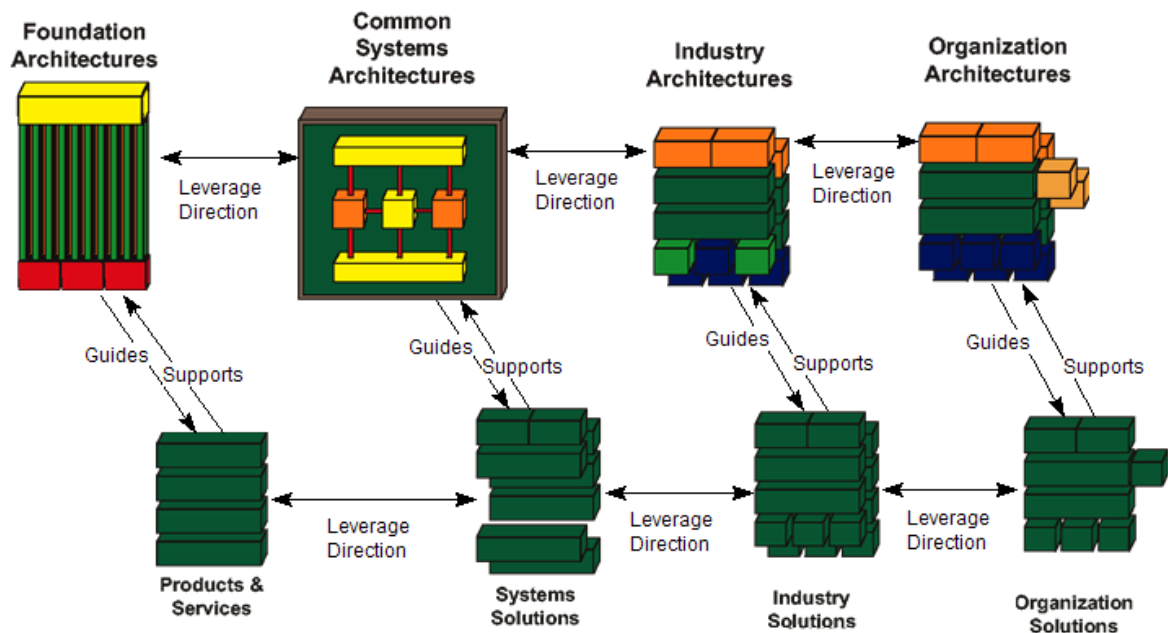 Foundation
Architectures
Common
Systems
Architectures
Industry
Architectures
Organization
Architectures
Leverage
Direction
Leverage
Direction
Leverage
Direction
Guides
Supports
Guides
Supports
Guides
Supports
Guides
Supports
Leverage
Direction
Leverage
Direction
Leverage
Direction
Products &
Services
Systems
Solutions
Industry
Solutions
Organization
Solutions